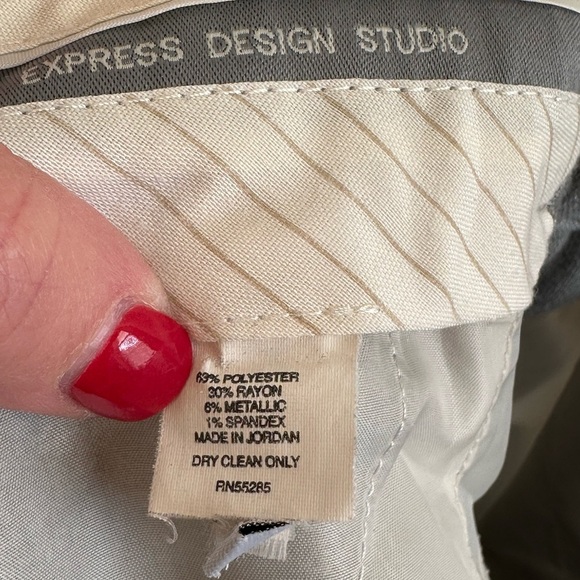 EXPRESS DESIGN STUDIO
63% POLYESTER
30% RAYON
6% METALLIC
1% SPANDEX
MADE IN JORDAN
DRY CLEAN ONLY
RN55285